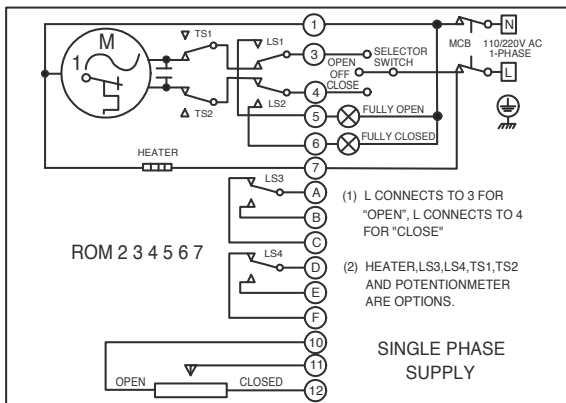 M
1~
TS1
TS2
LS1
LS2
1
3
4
5
6
7
SELECTOR
SWITCH
OPEN
OFF
CLOSE
MCB
110/220V AC
1-PHASE
N
L
FULLY OPEN
FULLY CLOSED
HEATER
LS3
A
B
C
LS4
D
E
F
10
11
12
OPEN
CLOSED
ROM 2 3 4 5 6 7
(1) L CONNECTS TO 3 FOR
"OPEN", L CONNECTS TO 4
FOR "CLOSE"
(2) HEATER,LS3,LS4,TS1,TS2
AND POTENTIONMETER
ARE OPTIONS.
SINGLE PHASE
SUPPLY